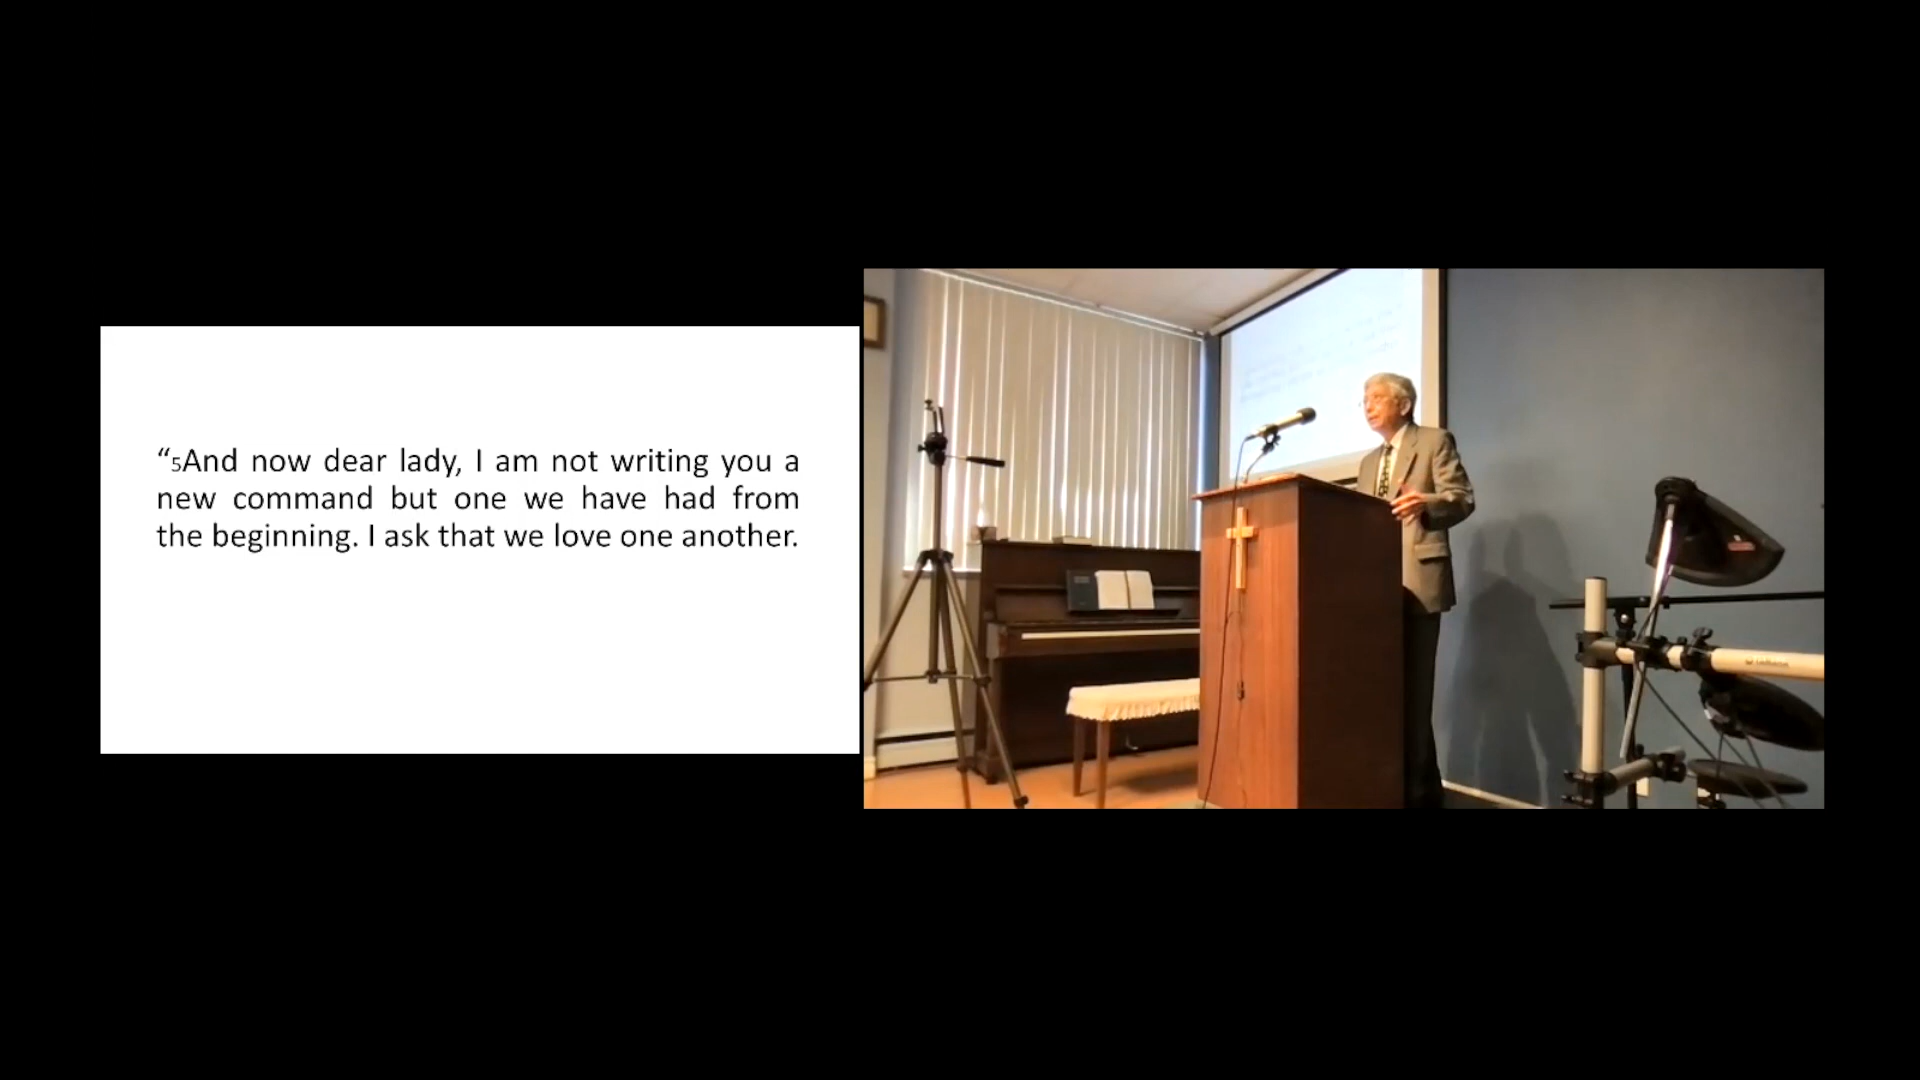 “5And now dear lady, I am not writing you a
new command but one we have had from
the beginning. I ask that we love one another.